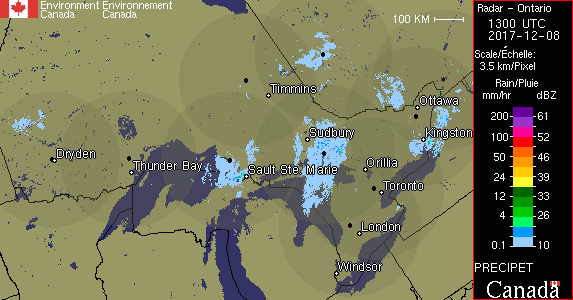 Environment Environnement
Canada Canada
100 KM
Timmins
Ottawa
Sudbury
Kingston
Dryden
Thunder Bay
Sault Ste. Marie
Orillia
Toronto
London
Windsor
Radar - Ontario
1300 UTC
2017-12-08
Scale/Échelle:
3.5 km/Pixel
Rain/Pluie
mm/hr dBZ
200 61
100 52
50 46
24 39
12 33
4 26
0.1 10
PRECIPET
Canada